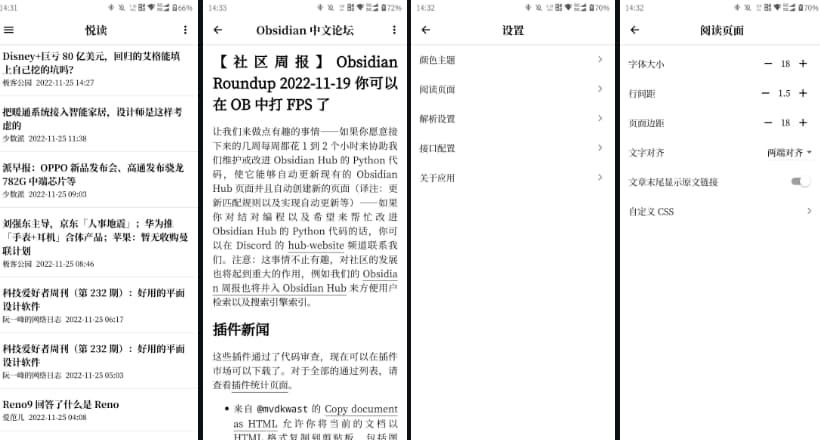 14:31
66%
悦读
Disney+巨亏 80 亿美元，回归的艾格能填
上自己挖的坑吗？
极客公园 2022-11-25 14:27
把暖通系统接入智能家居，设计师是这样考
虑的
少数派 2022-11-25 11:38
派早报：OPPO 新品发布会、高通发布骁龙
782G 中端芯片等
少数派 2022-11-25 09:03
刘强东主导，京东「人事地震」；华为推
「手表+耳机」合体产品；苹果：暂无收购曼
联计划
极客公园 2022-11-25 08:46
科技爱好者周刊（第 232 期）：好用的平面
设计软件
阮一峰的网络日志 2022-11-25 06:17
科技爱好者周刊（第 232 期）：好用的平面
设计软件
阮一峰的网络日志 2022-11-25 05:03
Reno9 回答了什么是 Reno
爱范儿 2022-11-25 04:08
14:33
72%
Obsidian 中文论坛
【社区周报】Obsidian
Roundup 2022-11-19 你可以
在 OB 中打 FPS 了
让我们来做点有趣的事情——如果你愿意接
下来的几周每周都花 1 到 2 个小时来协助我
们维护或改进 Obsidian Hub 的 Python 代
码，使它能够自动更新现有的 Obsidian
Hub 页面并且自动创建新的页面（译注：更
新匹配规则以及实现自动更新等）——如果
你对结对编程以及希望来帮忙改进
Obsidian Hub 的 Python 代码的话，你可
以在 Discord 的 hub-website 频道联系我
们。注意：这事情不止有趣，对社区的发展
也将起到重大的作用，例如我们的 Obsidia
n 周报也将并入 Obsidian Hub 来方便用户
检索以及搜索引擎索引。
插件新闻
这些插件通过了代码审查，现在可以在插件
市场可以下载了。对于全部的通过列表，请
查看插件统计页面。
• 来自 @mvdkwast 的 Copy document
as HTML 允许你将当前的文档以
HTML 格式复制到剪贴板，包括图
14:32
70%
设置
颜色主题
阅读页面
解析设置
接口配置
关于应用
14:32
70%
阅读页面
字体大小 — 18 +
行间距 — 1.5 +
页面边距 — 18 +
文字对齐 两端对齐
文章末尾显示原文链接
自定义 CSS